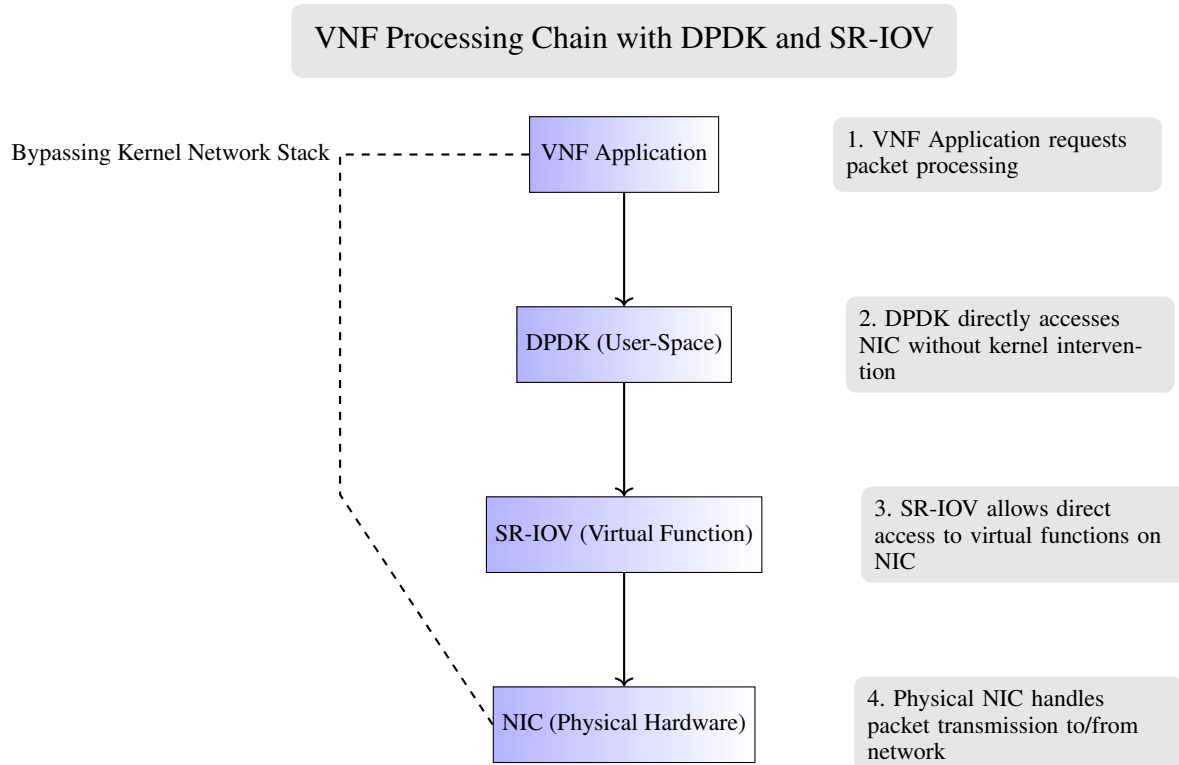 VNF Processing Chain with DPDK and SR-IOV
Bypassing Kernel Network Stack
VNF Application
1. VNF Application requests
packet processing
DPDK (User-Space)
2. DPDK directly accesses
NIC without kernel interven-
tion
SR-IOV (Virtual Function)
3. SR-IOV allows direct
access to virtual functions on
NIC
NIC (Physical Hardware)
4. Physical NIC handles
packet transmission to/from
network